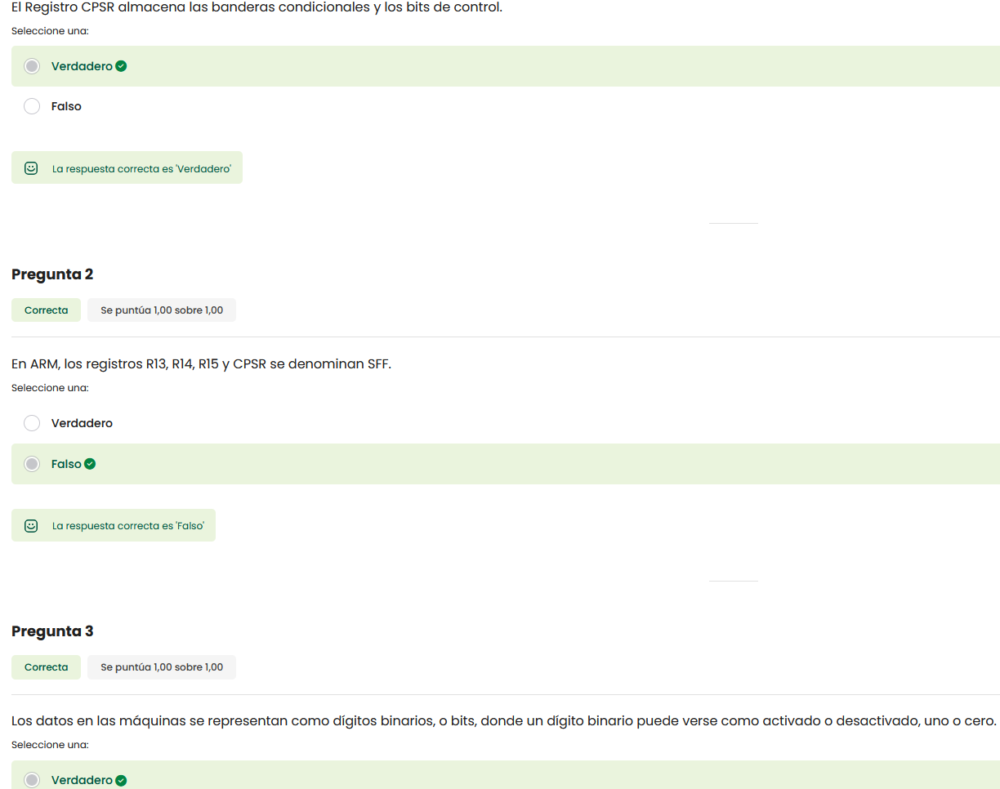 El Registro CPSR almacena las banderas condicionales y los bits de control.
Seleccione una:
Verdadero
Falso
La respuesta correcta es 'Verdadero'
Pregunta 2
Correcta
Se puntúa 1,00 sobre 1,00
En ARM, los registros R13, R14, R15 y CPSR se denominan SFF.
Seleccione una:
Verdadero
Falso
La respuesta correcta es 'Falso'
Pregunta 3
Correcta
Se puntúa 1,00 sobre 1,00
Los datos en las máquinas se representan como dígitos binarios, o bits, donde un dígito binario puede verse como activado o desactivado, uno o cero.
Seleccione una:
Verdadero